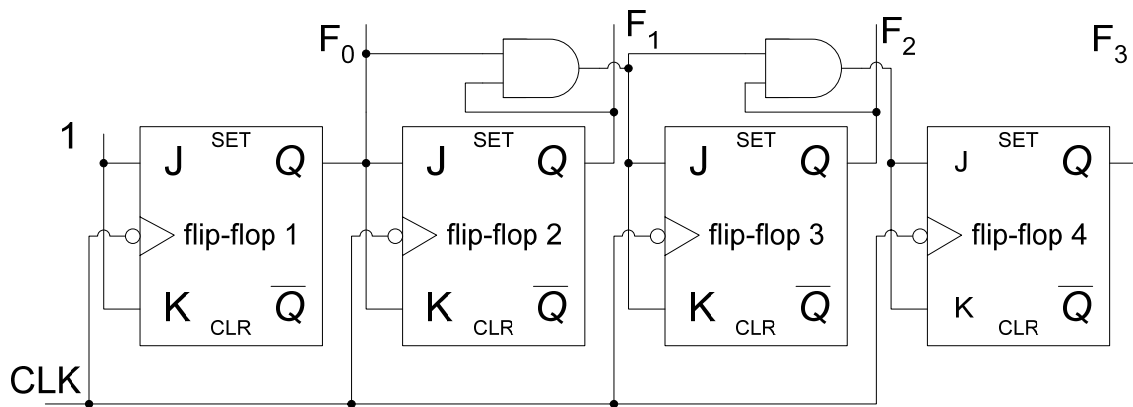 F0 F1 F2 F3
1
SET SET SET SET
J Q J Q J Q J Q
flip-flop 1 flip-flop 2 flip-flop 3 flip-flop 4
K Q̅ K Q̅ K Q̅ K Q̅
CLR CLR CLR CLR
CLK